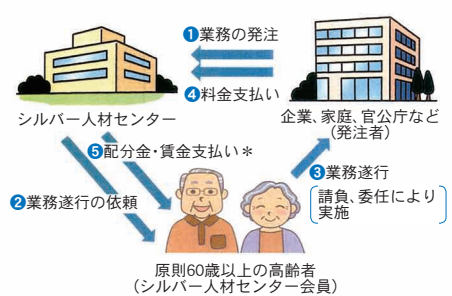 ❶業務の発注
❹料金支払い
シルバー人材センター
企業、家庭、官公庁など
（発注者）
❺配分金・賃金支払い＊
❸業務遂行
請負、委任により
実施
❷業務遂行の依頼
原則60歳以上の高齢者
（シルバー人材センター会員）